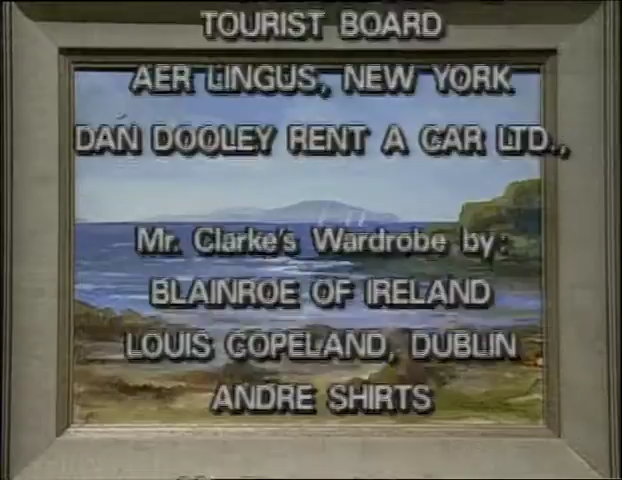 TOURIST BOARD
AER LINGUS, NEW YORK
DAN DOOLEY RENT A CAR LTD.,
Mr. Clarke's Wardrobe by:
BLAINROE OF IRELAND
LOUIS COPELAND, DUBLIN
ANDRE SHIRTS